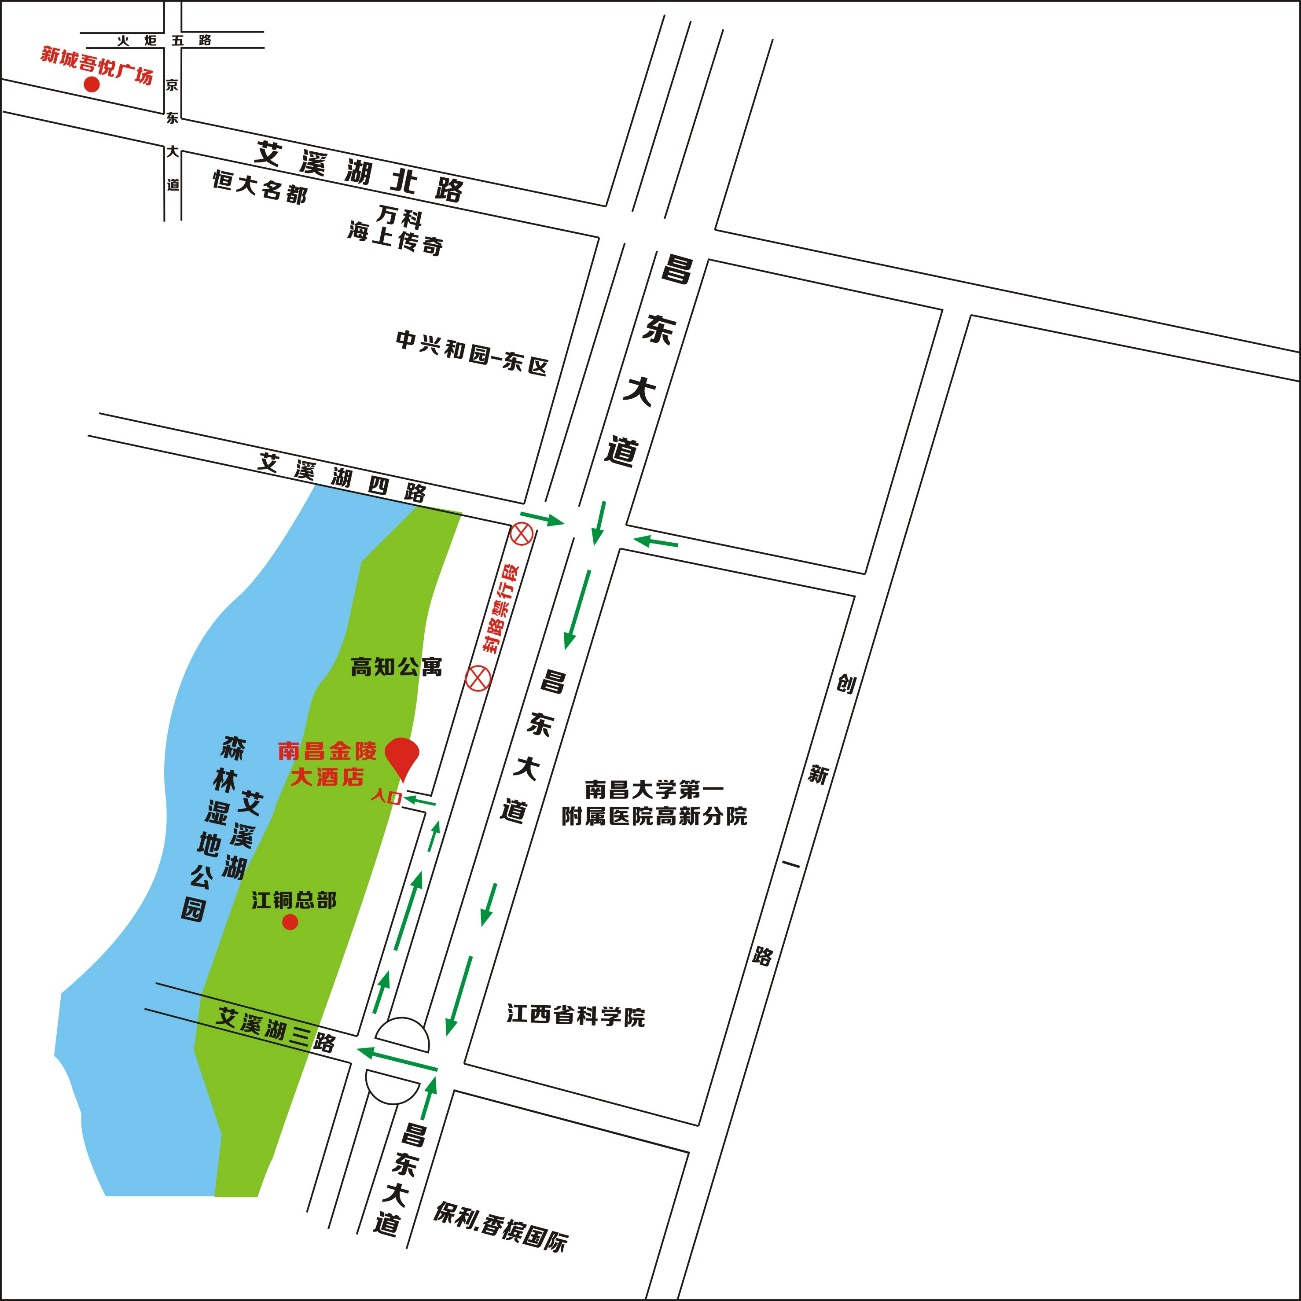 火炬五路
新城吾悦广场
京东大道
艾溪湖北路
恒大名都
万科
海上传奇
昌东大道
中兴和园-东区
艾溪湖四路
封路禁行段
高知公寓
昌东大道
创新一路
南昌金陵
大酒店
入口
南昌大学第一
附属医院高新分院
艾溪湖
森林湿地公园
江铜总部
江西省科学院
艾溪湖三路
昌东大道
保利.香槟国际